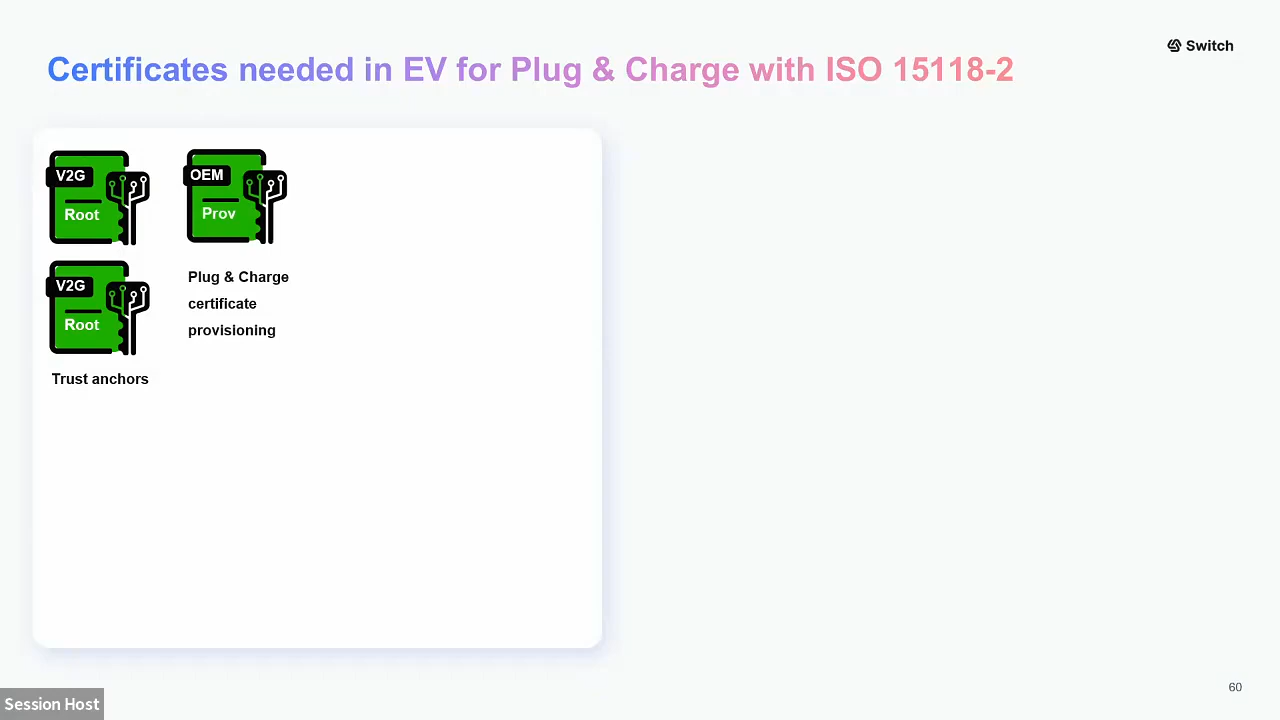 Certificates needed in EV for Plug & Charge with ISO 15118-2
Switch
V2G
Root
OEM
Prov
V2G
Root
Plug & Charge
certificate
provisioning
Trust anchors
60
Session Host